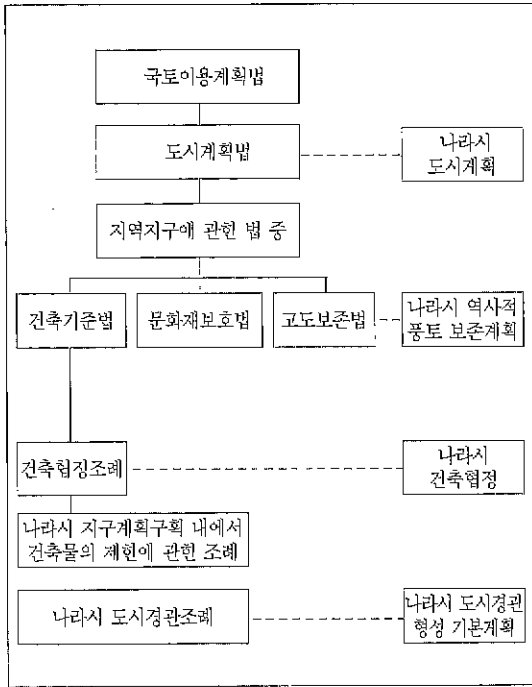 국토이용계획법
도시계획법
나라시
도시계획
지역지구에 관한 법 중
건축기준법
문화재보호법
고도보존법
나라시 역사적
풍토 보존계획
건축협정조례
나라시
건축협정
나라시 지구계획구획 내에서
건축물의 제한에 관한 조례
나라시 도시경관조례
나라시 도시경관
형성 기본계획